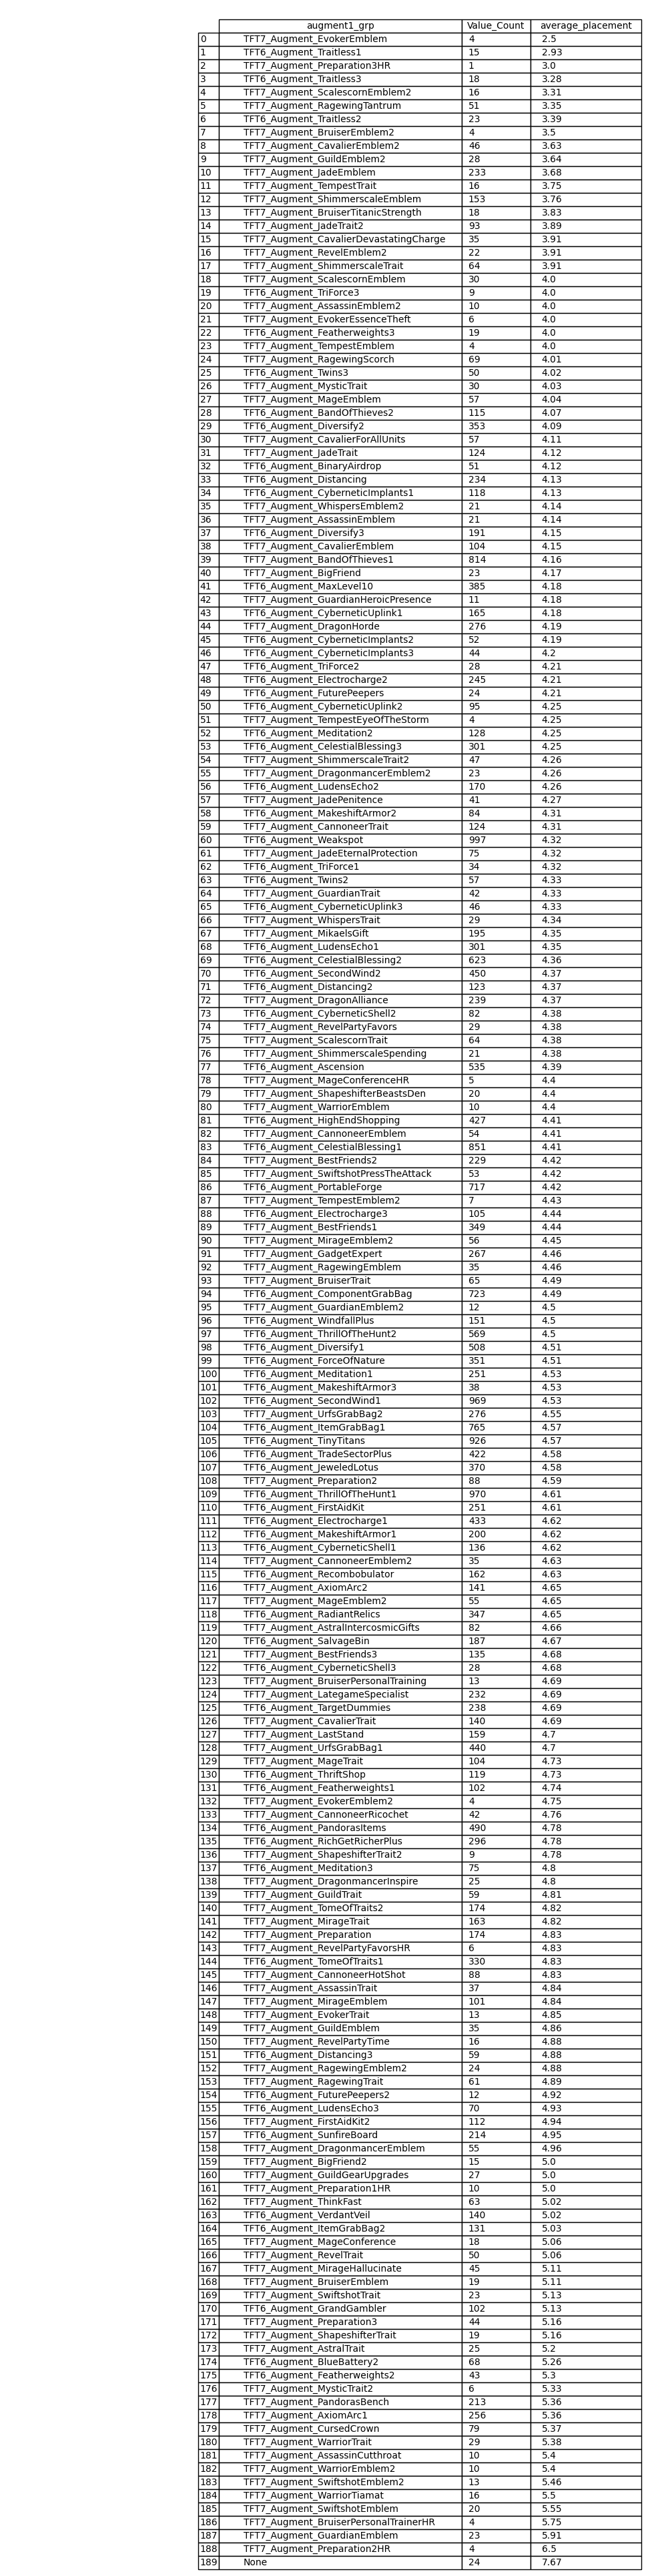 augment1_grp Value_Count average_placement
0 TFT7_Augment_EvokerEmblem 4 2.5
1 TFT6_Augment_Traitless1 15 2.93
2 TFT7_Augment_Preparation3HR 1 3.0
3 TFT6_Augment_Traitless3 18 3.28
4 TFT7_Augment_ScalescornEmblem2 16 3.31
5 TFT7_Augment_RagewingTantrum 51 3.35
6 TFT6_Augment_Traitless2 23 3.39
7 TFT7_Augment_BruiserEmblem2 4 3.5
8 TFT7_Augment_CavalierEmblem2 46 3.63
9 TFT7_Augment_GuildEmblem2 28 3.64
10 TFT7_Augment_JadeEmblem 233 3.68
11 TFT7_Augment_TempestTrait 16 3.75
12 TFT7_Augment_ShimmerscaleEmblem 153 3.76
13 TFT7_Augment_BruiserTitanicStrength 18 3.83
14 TFT7_Augment_JadeTrait2 93 3.89
15 TFT7_Augment_CavalierDevastatingCharge 35 3.91
16 TFT7_Augment_RevelEmblem2 22 3.91
17 TFT7_Augment_ShimmerscaleTrait 64 3.91
18 TFT7_Augment_ScalescornEmblem 30 4.0
19 TFT6_Augment_TriForce3 9 4.0
20 TFT7_Augment_AssassinEmblem2 10 4.0
21 TFT7_Augment_EvokerEssenceTheft 6 4.0
22 TFT6_Augment_Featherweights3 19 4.0
23 TFT7_Augment_TempestEmblem 4 4.0
24 TFT7_Augment_RagewingScorch 69 4.01
25 TFT6_Augment_Twins3 50 4.02
26 TFT7_Augment_MysticTrait 30 4.03
27 TFT7_Augment_MageEmblem 57 4.04
28 TFT7_Augment_BandOfThieves2 115 4.07
29 TFT6_Augment_Diversify2 353 4.09
30 TFT7_Augment_CavalierForAllUnits 57 4.11
31 TFT7_Augment_JadeTrait 124 4.12
32 TFT6_Augment_BinaryAirdrop 51 4.12
33 TFT6_Augment_Distancing 234 4.13
34 TFT6_Augment_CyberneticImplants1 118 4.13
35 TFT7_Augment_WhispersEmblem2 21 4.14
36 TFT7_Augment_AssassinEmblem 21 4.14
37 TFT6_Augment_Diversify3 191 4.15
38 TFT7_Augment_CavalierEmblem 104 4.15
39 TFT7_Augment_BandOfThieves1 814 4.16
40 TFT7_Augment_BigFriend 23 4.17
41 TFT6_Augment_MaxLevel10 385 4.18
42 TFT7_Augment_GuardianHeroicPresence 11 4.18
43 TFT6_Augment_CyberneticUplink1 165 4.18
44 TFT7_Augment_DragonHorde 276 4.19
45 TFT6_Augment_CyberneticImplants2 52 4.19
46 TFT6_Augment_CyberneticImplants3 44 4.2
47 TFT6_Augment_TriForce2 28 4.21
48 TFT6_Augment_Electrocharge2 245 4.21
49 TFT7_Augment_FuturePeepers 24 4.21
50 TFT6_Augment_CyberneticUplink2 95 4.25
51 TFT7_Augment_TempestEyeOfTheStorm 4 4.25
52 TFT6_Augment_Meditation2 128 4.25
53 TFT6_Augment_CelestialBlessing3 301 4.25
54 TFT7_Augment_ShimmerscaleTrait2 47 4.26
55 TFT7_Augment_DragonmancerEmblem2 23 4.26
56 TFT6_Augment_LudensEcho2 170 4.26
57 TFT7_Augment_JadePenitence 41 4.27
58 TFT6_Augment_MakeshiftArmor2 84 4.31
59 TFT7_Augment_CannoneerTrait 124 4.31
60 TFT6_Augment_Weakspot 997 4.32
61 TFT7_Augment_JadeEternalProtection 75 4.32
62 TFT6_Augment_TriForce1 34 4.32
63 TFT6_Augment_Twins2 57 4.33
64 TFT7_Augment_GuardianTrait 42 4.33
65 TFT6_Augment_CyberneticUplink3 46 4.33
66 TFT7_Augment_WhispersTrait 29 4.34
67 TFT7_Augment_MikaelsGift 195 4.35
68 TFT6_Augment_LudensEcho1 301 4.35
69 TFT6_Augment_CelestialBlessing2 623 4.36
70 TFT6_Augment_SecondWind2 450 4.37
71 TFT6_Augment_Distancing2 123 4.37
72 TFT7_Augment_DragonAlliance 239 4.37
73 TFT6_Augment_CyberneticShell2 82 4.38
74 TFT7_Augment_RevelPartyFavors 29 4.38
75 TFT7_Augment_ScalescornTrait 64 4.38
76 TFT7_Augment_ShimmerscaleSpending 21 4.38
77 TFT6_Augment_Ascension 535 4.39
78 TFT7_Augment_MageConferenceHR 5 4.4
79 TFT7_Augment_ShapeshifterBeastsDen 20 4.4
80 TFT7_Augment_WarriorEmblem 10 4.4
81 TFT6_Augment_HighEndShopping 427 4.41
82 TFT7_Augment_CannoneerEmblem 54 4.41
83 TFT6_Augment_CelestialBlessing1 851 4.41
84 TFT7_Augment_BestFriends2 229 4.42
85 TFT7_Augment_SwiftshotPressTheAttack 53 4.42
86 TFT6_Augment_PortableForge 717 4.42
87 TFT7_Augment_TempestEmblem2 7 4.43
88 TFT6_Augment_Electrocharge3 105 4.44
89 TFT7_Augment_BestFriends1 349 4.44
90 TFT7_Augment_MirageEmblem2 56 4.45
91 TFT7_Augment_GadgetExpert 267 4.46
92 TFT7_Augment_RagewingEmblem 35 4.46
93 TFT7_Augment_BruiserTrait 65 4.49
94 TFT6_Augment_ComponentGrabBag 723 4.49
95 TFT7_Augment_GuardianEmblem2 12 4.5
96 TFT6_Augment_WindfallPlus 151 4.5
97 TFT6_Augment_ThrillOfTheHunt2 569 4.5
98 TFT6_Augment_Diversify1 508 4.51
99 TFT6_Augment_ForceOfNature 351 4.51
100 TFT6_Augment_Meditation1 251 4.53
101 TFT6_Augment_MakeshiftArmor3 38 4.53
102 TFT6_Augment_SecondWind1 969 4.53
103 TFT7_Augment_UrfsGrabBag2 276 4.55
104 TFT6_Augment_ItemGrabBag1 765 4.57
105 TFT6_Augment_TinyTitans 926 4.57
106 TFT6_Augment_TradeSectorPlus 422 4.58
107 TFT6_Augment_JeweledLotus 370 4.58
108 TFT7_Augment_Preparation2 88 4.59
109 TFT6_Augment_ThrillOfTheHunt1 970 4.61
110 TFT6_Augment_FirstAidKit 251 4.61
111 TFT6_Augment_Electrocharge1 433 4.62
112 TFT6_Augment_MakeshiftArmor1 200 4.62
113 TFT6_Augment_CyberneticShell1 136 4.62
114 TFT7_Augment_CannoneerEmblem2 35 4.63
115 TFT6_Augment_Recombobulator 162 4.63
116 TFT7_Augment_AxiomArc2 141 4.65
117 TFT7_Augment_MageEmblem2 55 4.65
118 TFT6_Augment_RadiantRelics 347 4.65
119 TFT7_Augment_AstralIntercosmicGifts 82 4.66
120 TFT6_Augment_SalvageBin 187 4.67
121 TFT7_Augment_BestFriends3 135 4.68
122 TFT6_Augment_CyberneticShell3 28 4.68
123 TFT7_Augment_BruiserPersonalTraining 13 4.69
124 TFT7_Augment_LategameSpecialist 232 4.69
125 TFT6_Augment_TargetDummies 238 4.69
126 TFT7_Augment_CavalierTrait 140 4.69
127 TFT7_Augment_LastStand 159 4.7
128 TFT7_Augment_UrfsGrabBag1 440 4.7
129 TFT7_Augment_MageTrait 104 4.73
130 TFT6_Augment_ThriftShop 119 4.73
131 TFT6_Augment_Featherweights1 102 4.74
132 TFT7_Augment_EvokerEmblem2 4 4.75
133 TFT7_Augment_CannoneerRicochet 42 4.76
134 TFT6_Augment_PandorasItems 490 4.78
135 TFT6_Augment_RichGetRicherPlus 296 4.78
136 TFT7_Augment_ShapeshifterTrait2 9 4.78
137 TFT6_Augment_Meditation3 75 4.8
138 TFT7_Augment_DragonmancerInspire 25 4.8
139 TFT7_Augment_GuildTrait 59 4.81
140 TFT6_Augment_TomeOfTraits2 174 4.82
141 TFT7_Augment_MirageTrait 163 4.82
142 TFT7_Augment_Preparation 174 4.83
143 TFT7_Augment_RevelPartyFavorsHR 6 4.83
144 TFT6_Augment_TomeOfTraits1 330 4.83
145 TFT7_Augment_CannoneerHotShot 88 4.83
146 TFT7_Augment_AssassinTrait 37 4.84
147 TFT7_Augment_MirageEmblem 101 4.84
148 TFT7_Augment_EvokerTrait 13 4.85
149 TFT7_Augment_GuildEmblem 35 4.86
150 TFT7_Augment_RevelPartyTime 16 4.88
151 TFT6_Augment_Distancing3 59 4.88
152 TFT7_Augment_RagewingEmblem2 24 4.88
153 TFT7_Augment_RagewingTrait 61 4.89
154 TFT7_Augment_FuturePeepers2 12 4.92
155 TFT6_Augment_LudensEcho3 70 4.93
156 TFT7_Augment_FirstAidKit2 112 4.94
157 TFT6_Augment_SunfireBoard 214 4.95
158 TFT7_Augment_DragonmancerEmblem 55 4.96
159 TFT7_Augment_BigFriend2 15 5.0
160 TFT7_Augment_GuildGearUpgrades 27 5.0
161 TFT7_Augment_Preparation1HR 10 5.0
162 TFT7_Augment_ThinkFast 63 5.02
163 TFT6_Augment_VerdantVeil 140 5.02
164 TFT6_Augment_ItemGrabBag2 131 5.03
165 TFT7_Augment_MageConference 18 5.06
166 TFT7_Augment_RevelTrait 50 5.06
167 TFT7_Augment_MirageHallucinate 45 5.11
168 TFT7_Augment_BruiserEmblem 19 5.11
169 TFT7_Augment_SwiftshotTrait 23 5.13
170 TFT6_Augment_GrandGambler 102 5.13
171 TFT7_Augment_Preparation3 44 5.16
172 TFT7_Augment_ShapeshifterTrait 19 5.16
173 TFT7_Augment_AstralTrait 25 5.2
174 TFT6_Augment_BlueBattery2 68 5.26
175 TFT6_Augment_Featherweights2 43 5.3
176 TFT7_Augment_MysticTrait2 6 5.33
177 TFT7_Augment_PandorasBench 213 5.36
178 TFT7_Augment_AxiomArc1 256 5.36
179 TFT7_Augment_CursedCrown 79 5.37
180 TFT7_Augment_WarriorTrait 29 5.38
181 TFT7_Augment_AssassinCutthroat 10 5.4
182 TFT7_Augment_WarriorEmblem2 10 5.4
183 TFT7_Augment_SwiftshotEmblem2 13 5.46
184 TFT7_Augment_WarriorTiamat 16 5.5
185 TFT7_Augment_SwiftshotEmblem 20 5.55
186 TFT7_Augment_BruiserPersonalTrainerHR 4 5.75
187 TFT7_Augment_GuardianEmblem 23 5.91
188 TFT7_Augment_Preparation2HR 4 6.5
189 None 24 7.67